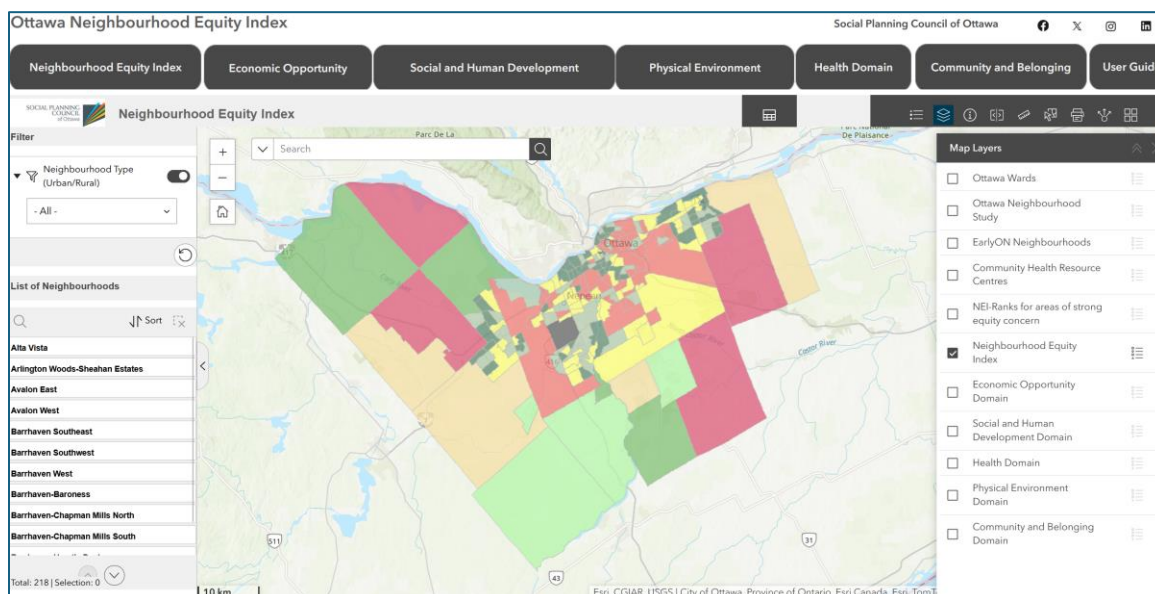 Ottawa Neighbourhood Equity Index
Social Planning Council of Ottawa
Neighbourhood Equity Index
Economic Opportunity
Social and Human Development
Physical Environment
Health Domain
Community and Belonging
User Guid
SOCIAL PLANNING
COUNCIL
of Ottawa
Neighbourhood Equity Index
Filter
Neighbourhood Type
(Urban/Rural)
- All -
List of Neighbourhoods
Sort
Alta Vista
Arlington Woods-Sheahan Estates
Avalon East
Avalon West
Barrhaven Southeast
Barrhaven Southwest
Barrhaven West
Barrhaven-Baroness
Barrhaven-Chapman Mills North
Barrhaven-Chapman Mills South
Total: 218 | Selection: 0
Search
Parc De La
De Plaisance
Ottawa
Nepean
Castor River
511
43
31
10 km
Esri, CGIAR, USGS | City of Ottawa, Province of Ontario, Esri Canada, Esri, TomT
Map Layers
Ottawa Wards
Ottawa Neighbourhood
Study
EarlyON Neighbourhoods
Community Health Resource
Centres
NEI-Ranks for areas of strong
equity concern
Neighbourhood Equity
Index
Economic Opportunity
Domain
Social and Human
Development Domain
Health Domain
Physical Environment
Domain
Community and Belonging
Domain